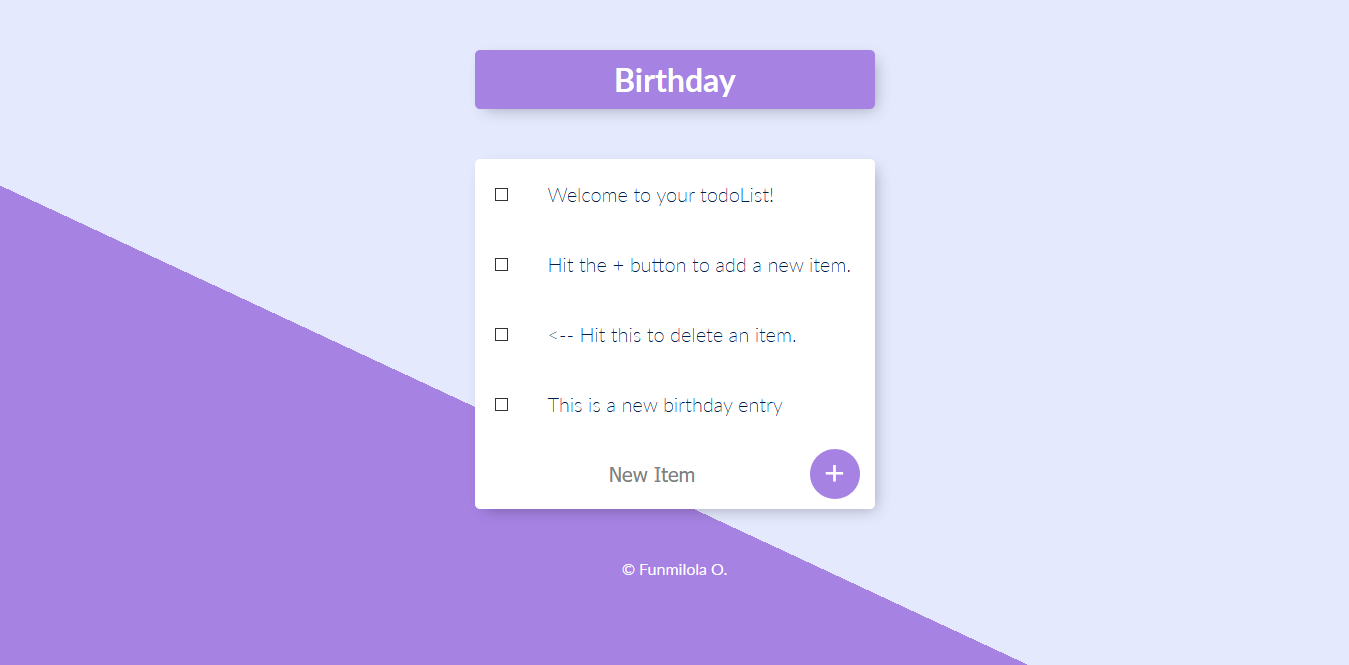 Birthday
Welcome to your todoList!
Hit the + button to add a new item.
<-- Hit this to delete an item.
This is a new birthday entry
New Item
+
© Funmilola O.